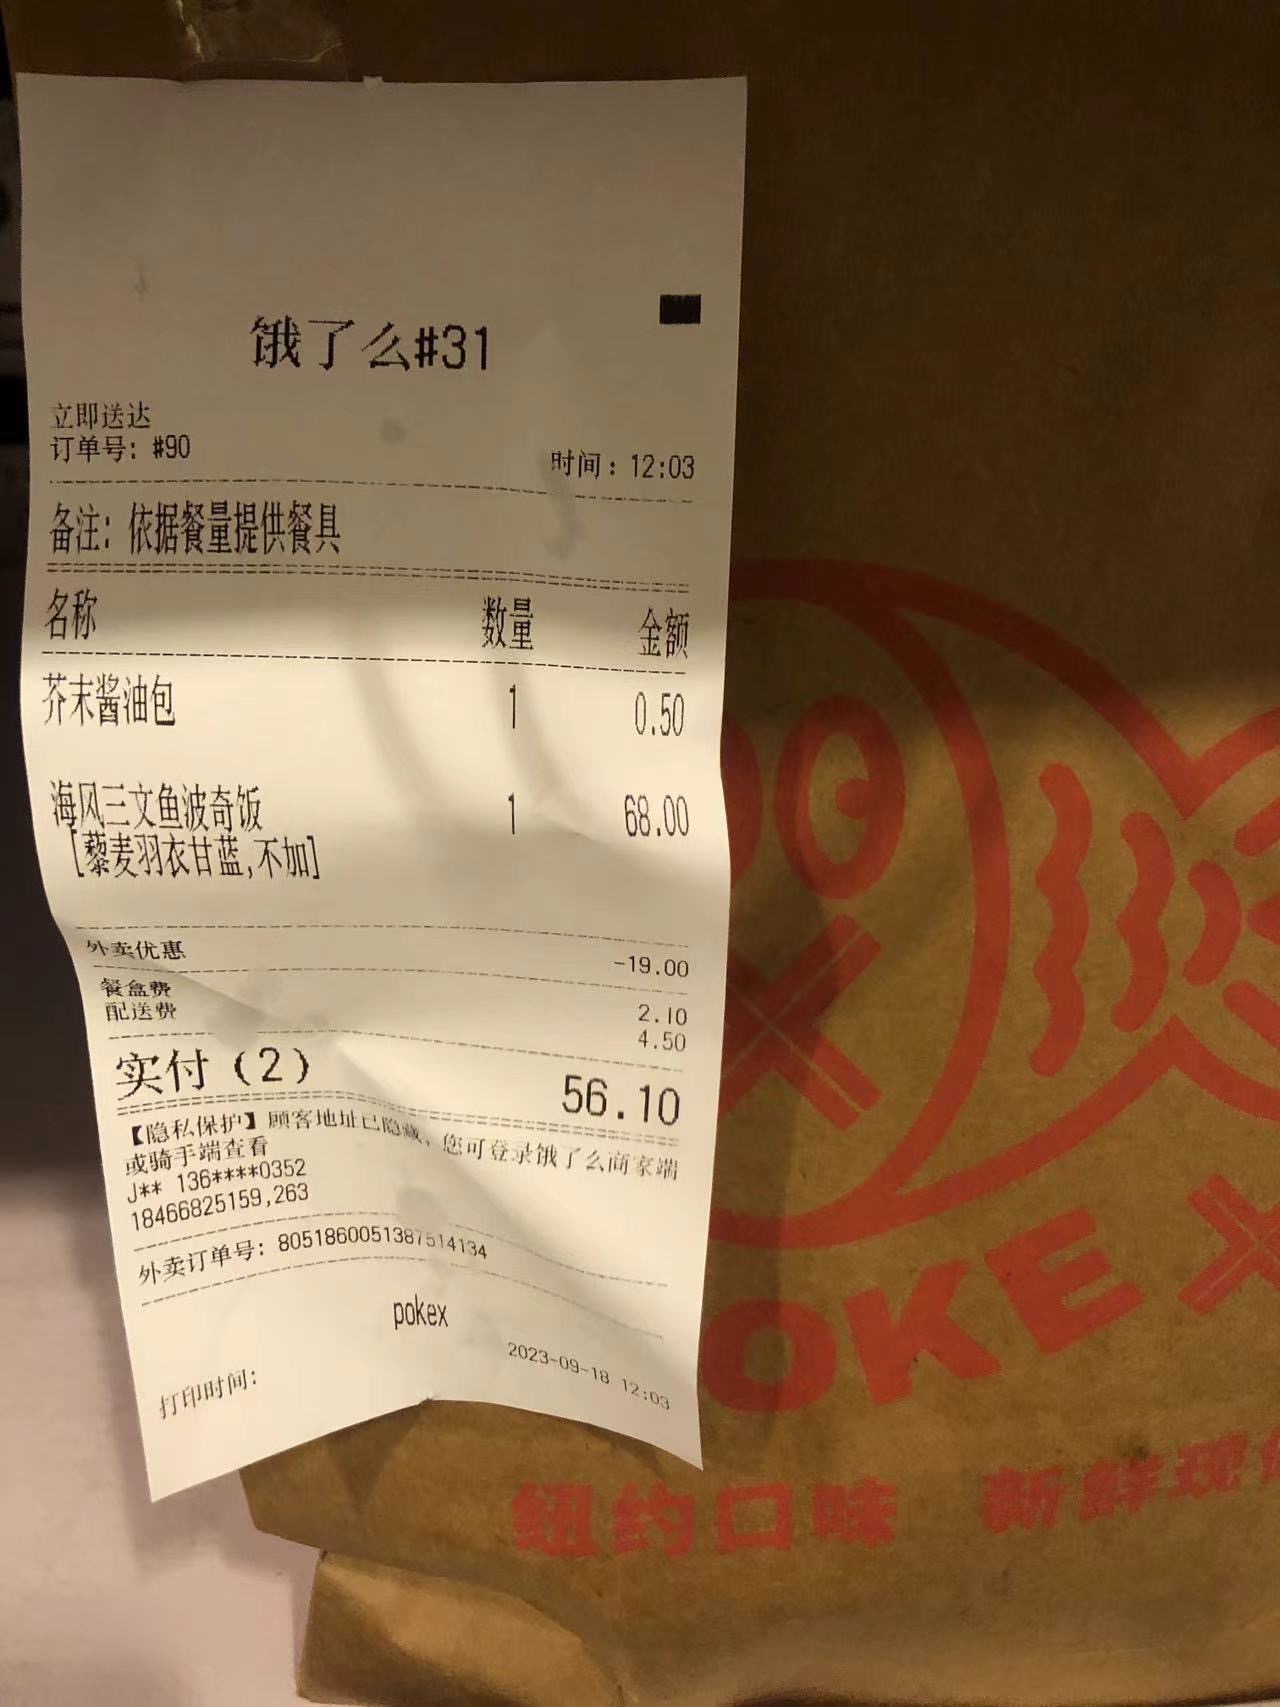 饿了么#31
立即送达
订单号: #90
时间: 12:03
备注: 依据餐量提供餐具
名称 数量 金额
芥末酱油包 1 0.50
海风三文鱼波奇饭 1 68.00
[藜麦羽衣甘蓝,不加]
外卖优惠 -19.00
餐盒费 2.10
配送费 4.50
实付(2) 56.10
【隐私保护】顾客地址已隐藏, 您可登录饿了么商家端
或骑手端查看
J** 136****0352
18466825159,263
外卖订单号: 8051860051387514134
pokex
打印时间: 2023-09-18 12:03
OKE X
纽约口味 新鲜现